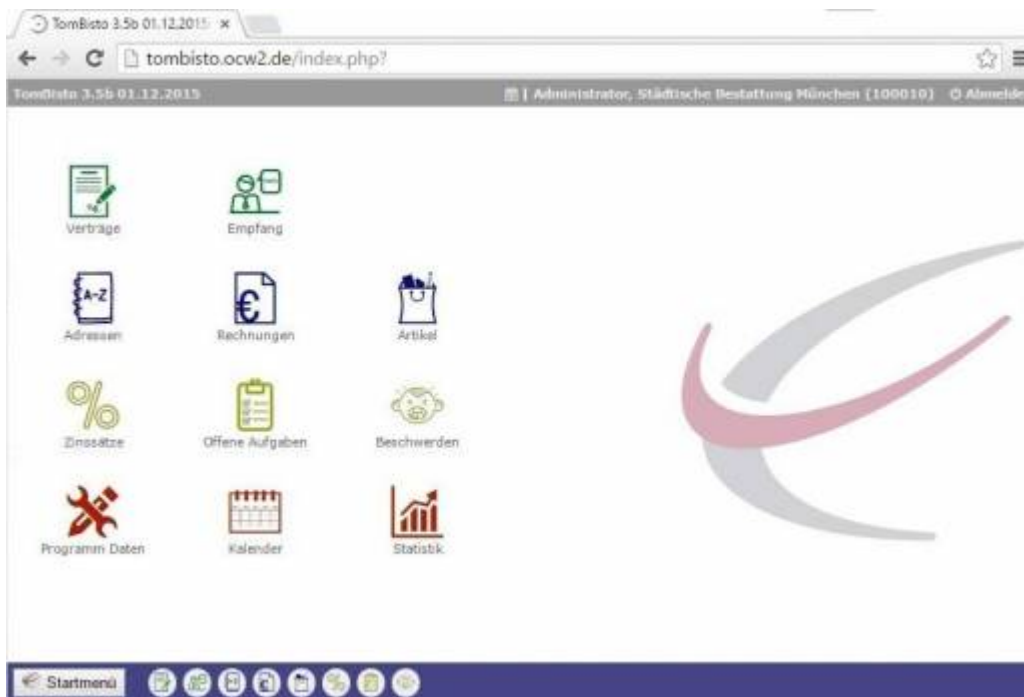 TomBisto 3.5b 01.12.2015
tombisto.ocw2.de/index.php?
TomBisto 3.5b 01.12.2015
| Administrator, Städtische Bestattung München (100010) Abmelde
Verträge
Empfang
A-Z
Adressen
€
Rechnungen
Artikel
%
Zinssätze
Offene Aufgaben
Beschwerden
Programm Daten
Kalender
Statistik
Startmenü